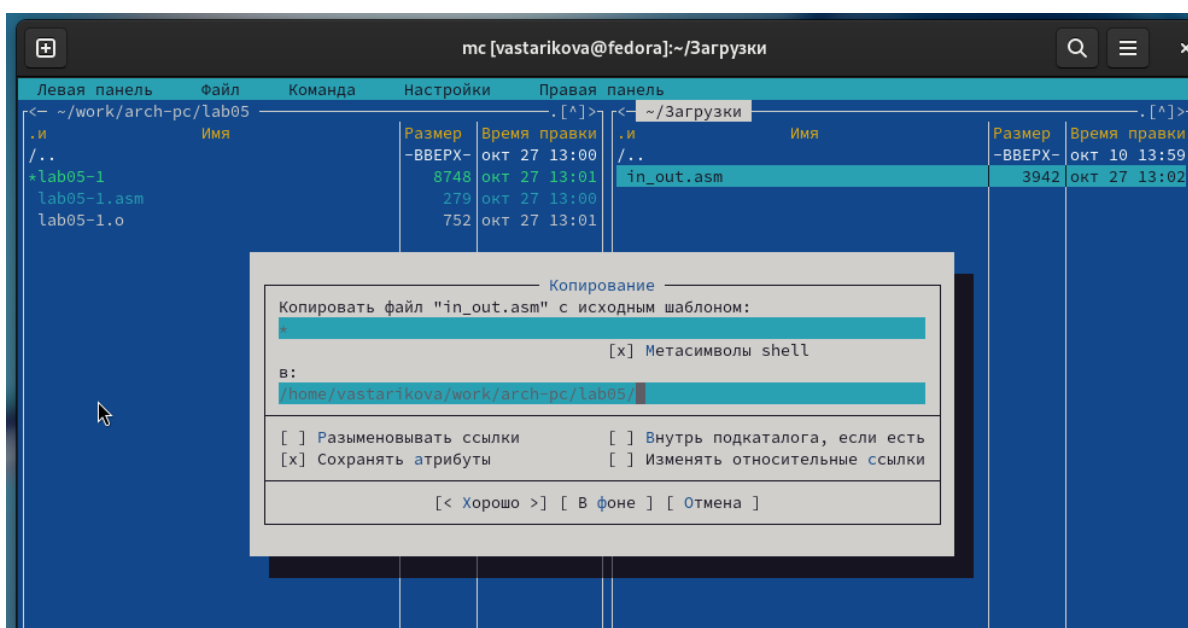 mc [vastarikova@fedora]:~/Загрузки
Левая панель Файл Команда Настройки Правая панель
<— ~/work/arch-pc/lab05 .[^]> <— ~/Загрузки .[^]>
.и Имя Размер Время правки .и Имя Размер Время правки
/.. -ВВЕРХ- окт 27 13:00 /.. -ВВЕРХ- окт 10 13:59
*lab05-1 8748 окт 27 13:01 in_out.asm 3942 окт 27 13:02
lab05-1.asm 279 окт 27 13:00
lab05-1.o 752 окт 27 13:01
Копирование
Копировать файл "in_out.asm" с исходным шаблоном:
*
[x] Метасимволы shell
в:
/home/vastarikova/work/arch-pc/lab05/
[ ] Разыменовывать ссылки [ ] Внутрь подкаталога, если есть
[x] Сохранять атрибуты [ ] Изменять относительные ссылки
[< Хорошо >] [ В фоне ] [ Отмена ]